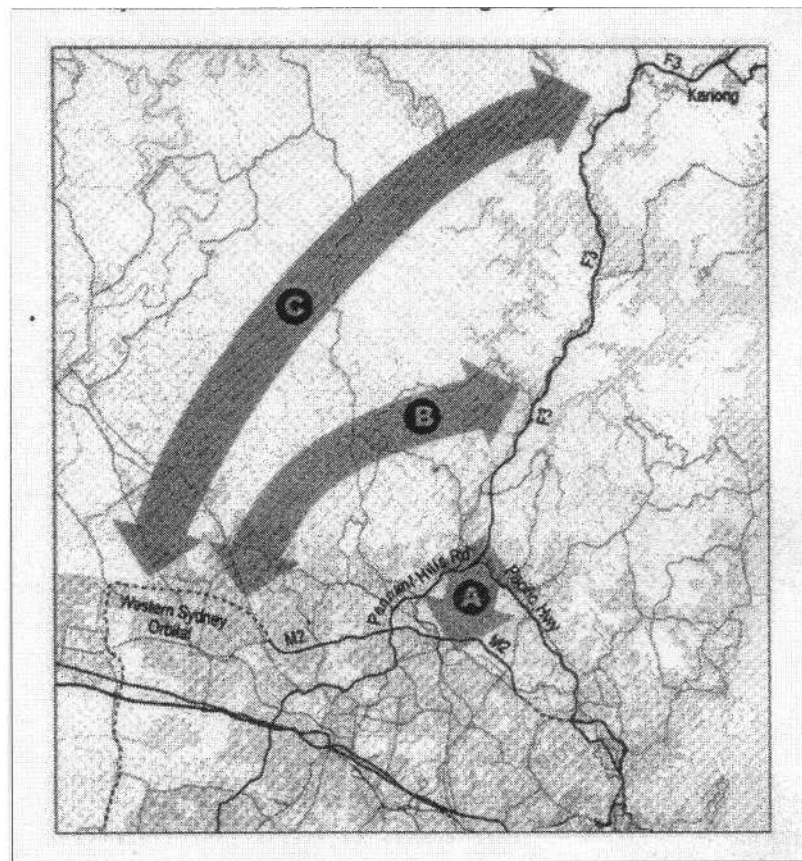 F3
Kariong
C
F3
B
F3
Pennant Hills Rd
Pacific Hwy
A
Western Sydney
Orbital
M2
M2